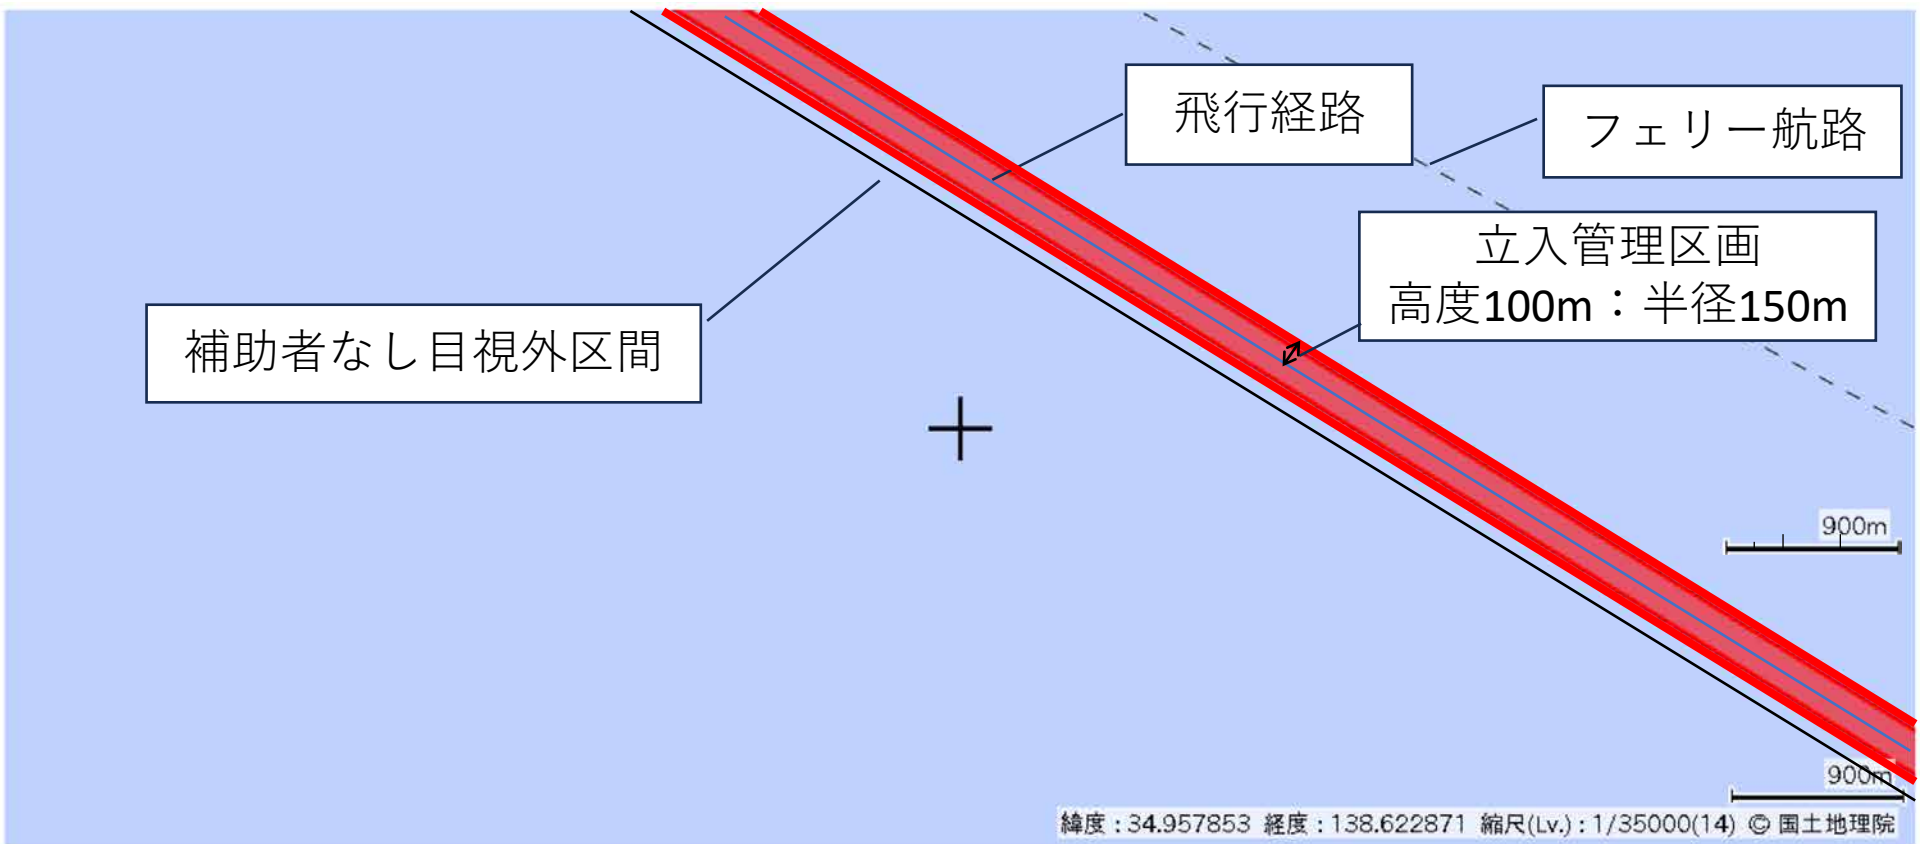 飛行経路
フェリー航路
立入管理区画
高度100m：半径150m
補助者なし目視外区間
900m
900m
緯度：34.957853 経度：138.622871 縮尺(Lv.)：1/35000(14) © 国土地理院